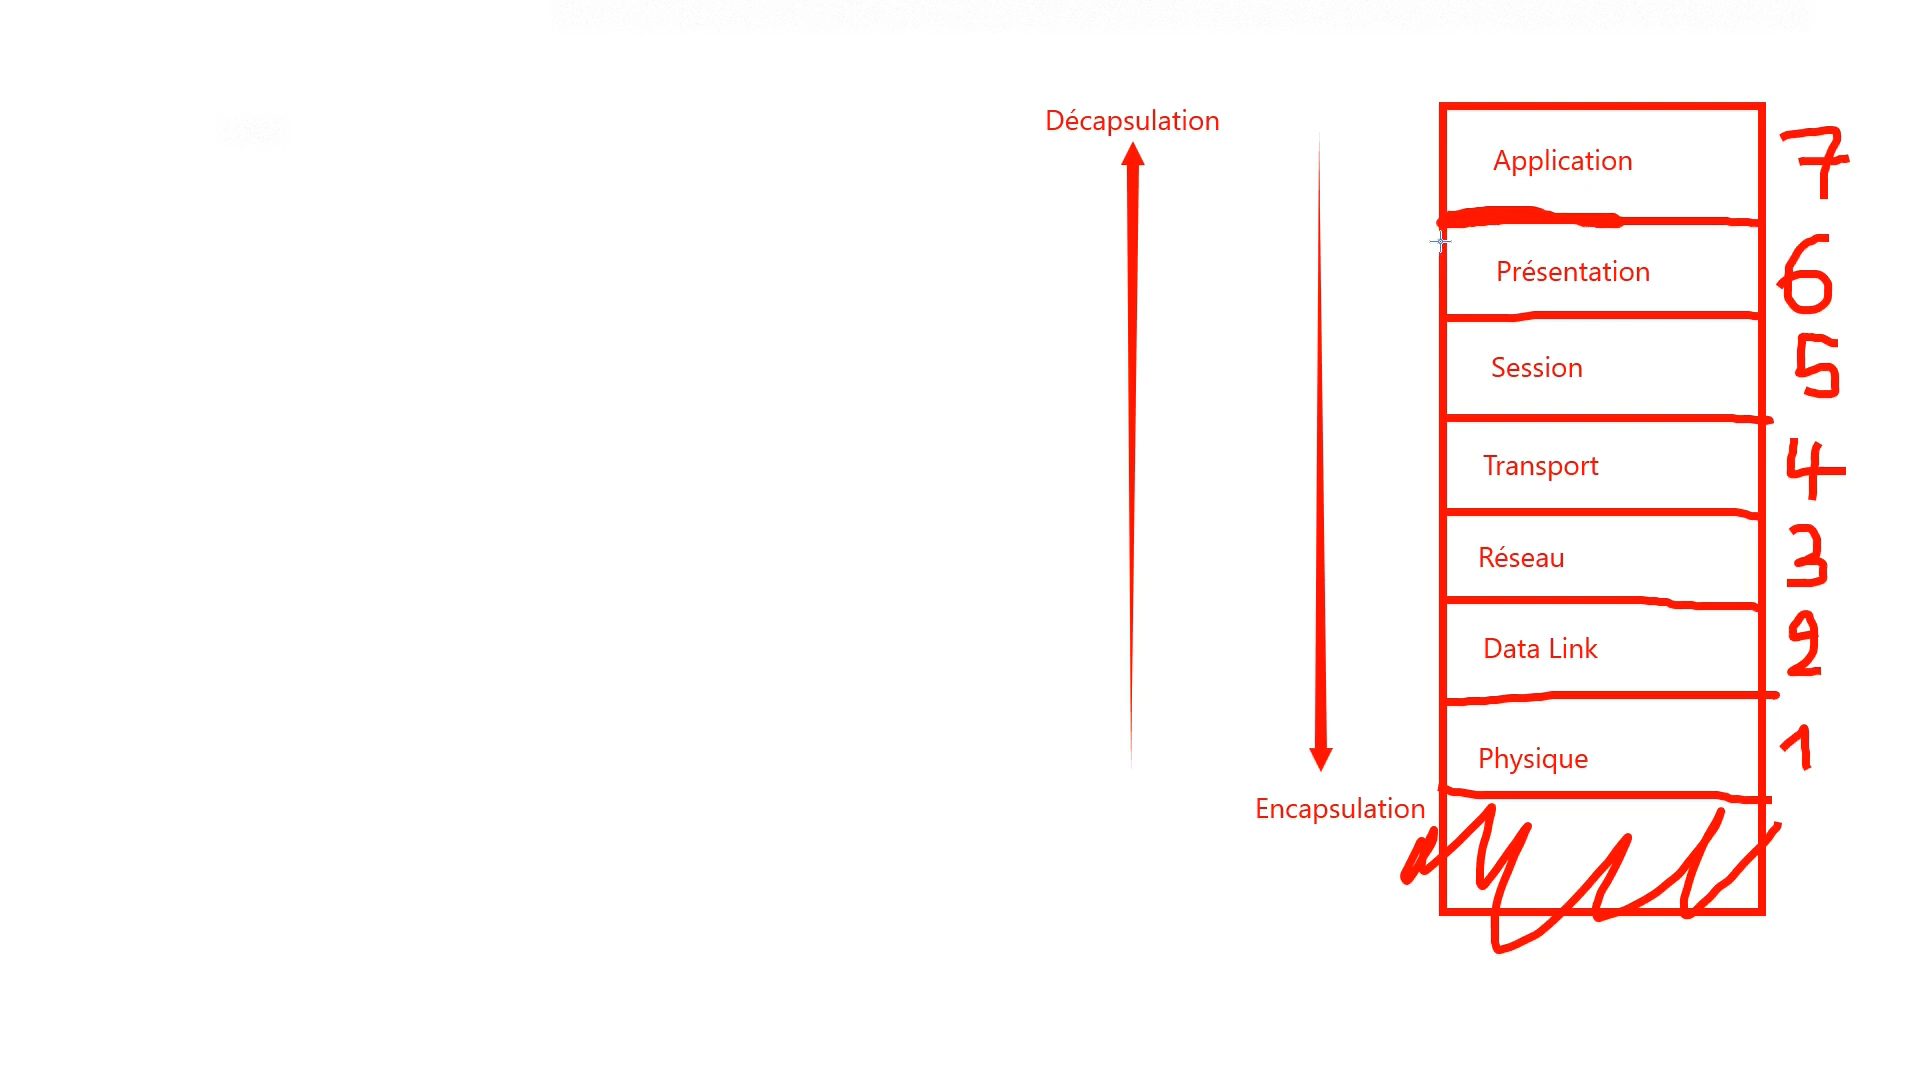 Décapsulation
Application
7
Présentation
6
Session
5
Transport
4
Réseau
3
Data Link
2
Physique
1
Encapsulation